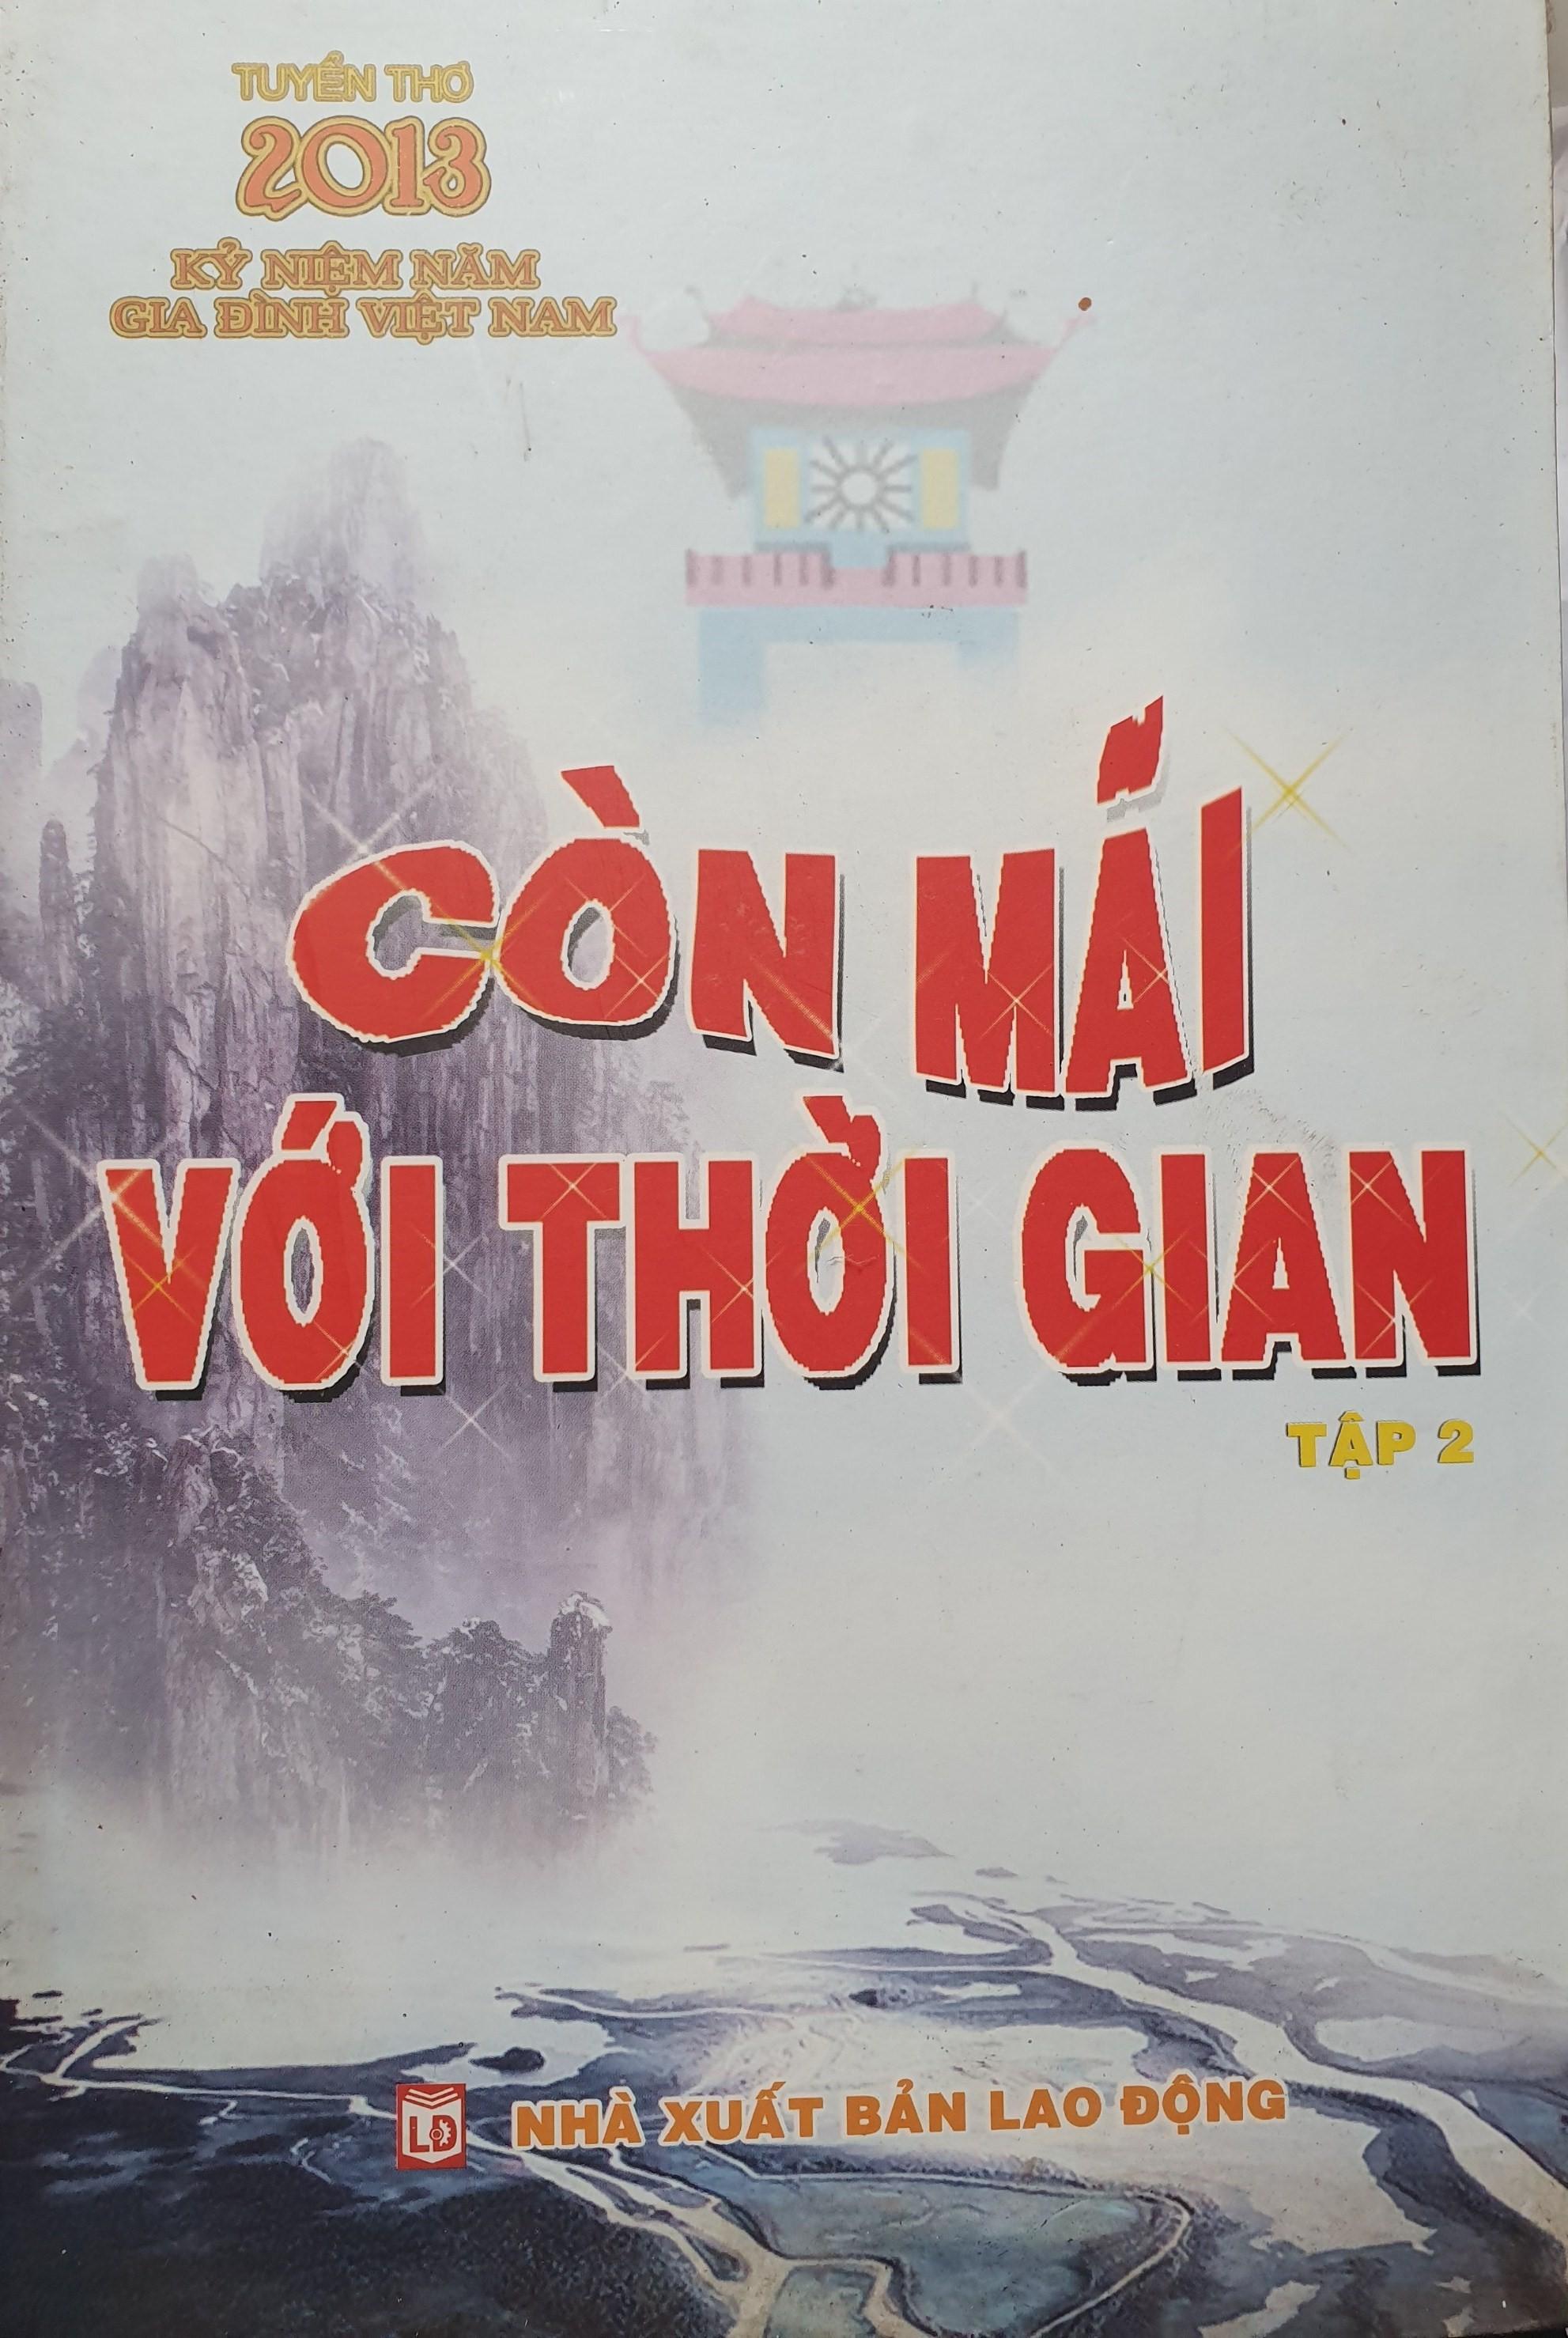 TUYỂN THƠ
2013
KỶ NIỆM NĂM
GIA ĐÌNH VIỆT NAM
CÒN MÃI
VỚI THỜI GIAN
TẬP 2
LĐ NHÀ XUẤT BẢN LAO ĐỘNG